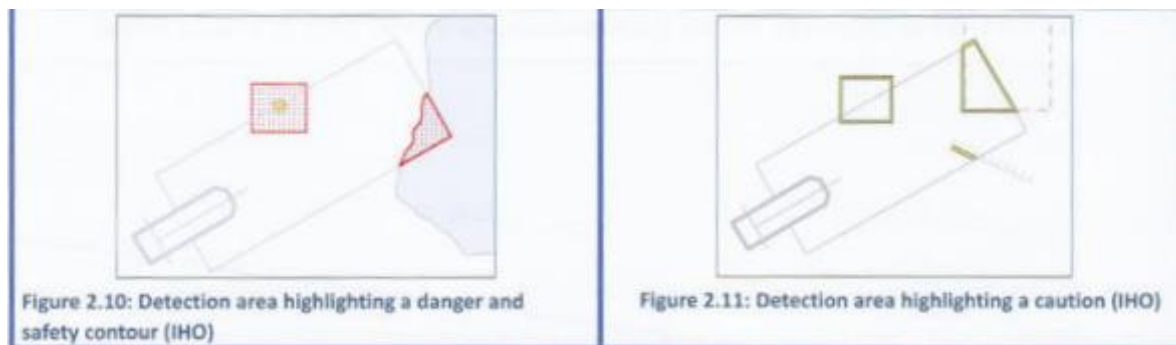 Figure 2.10: Detection area highlighting a danger and
safety contour (IHO)
Figure 2.11: Detection area highlighting a caution (IHO)